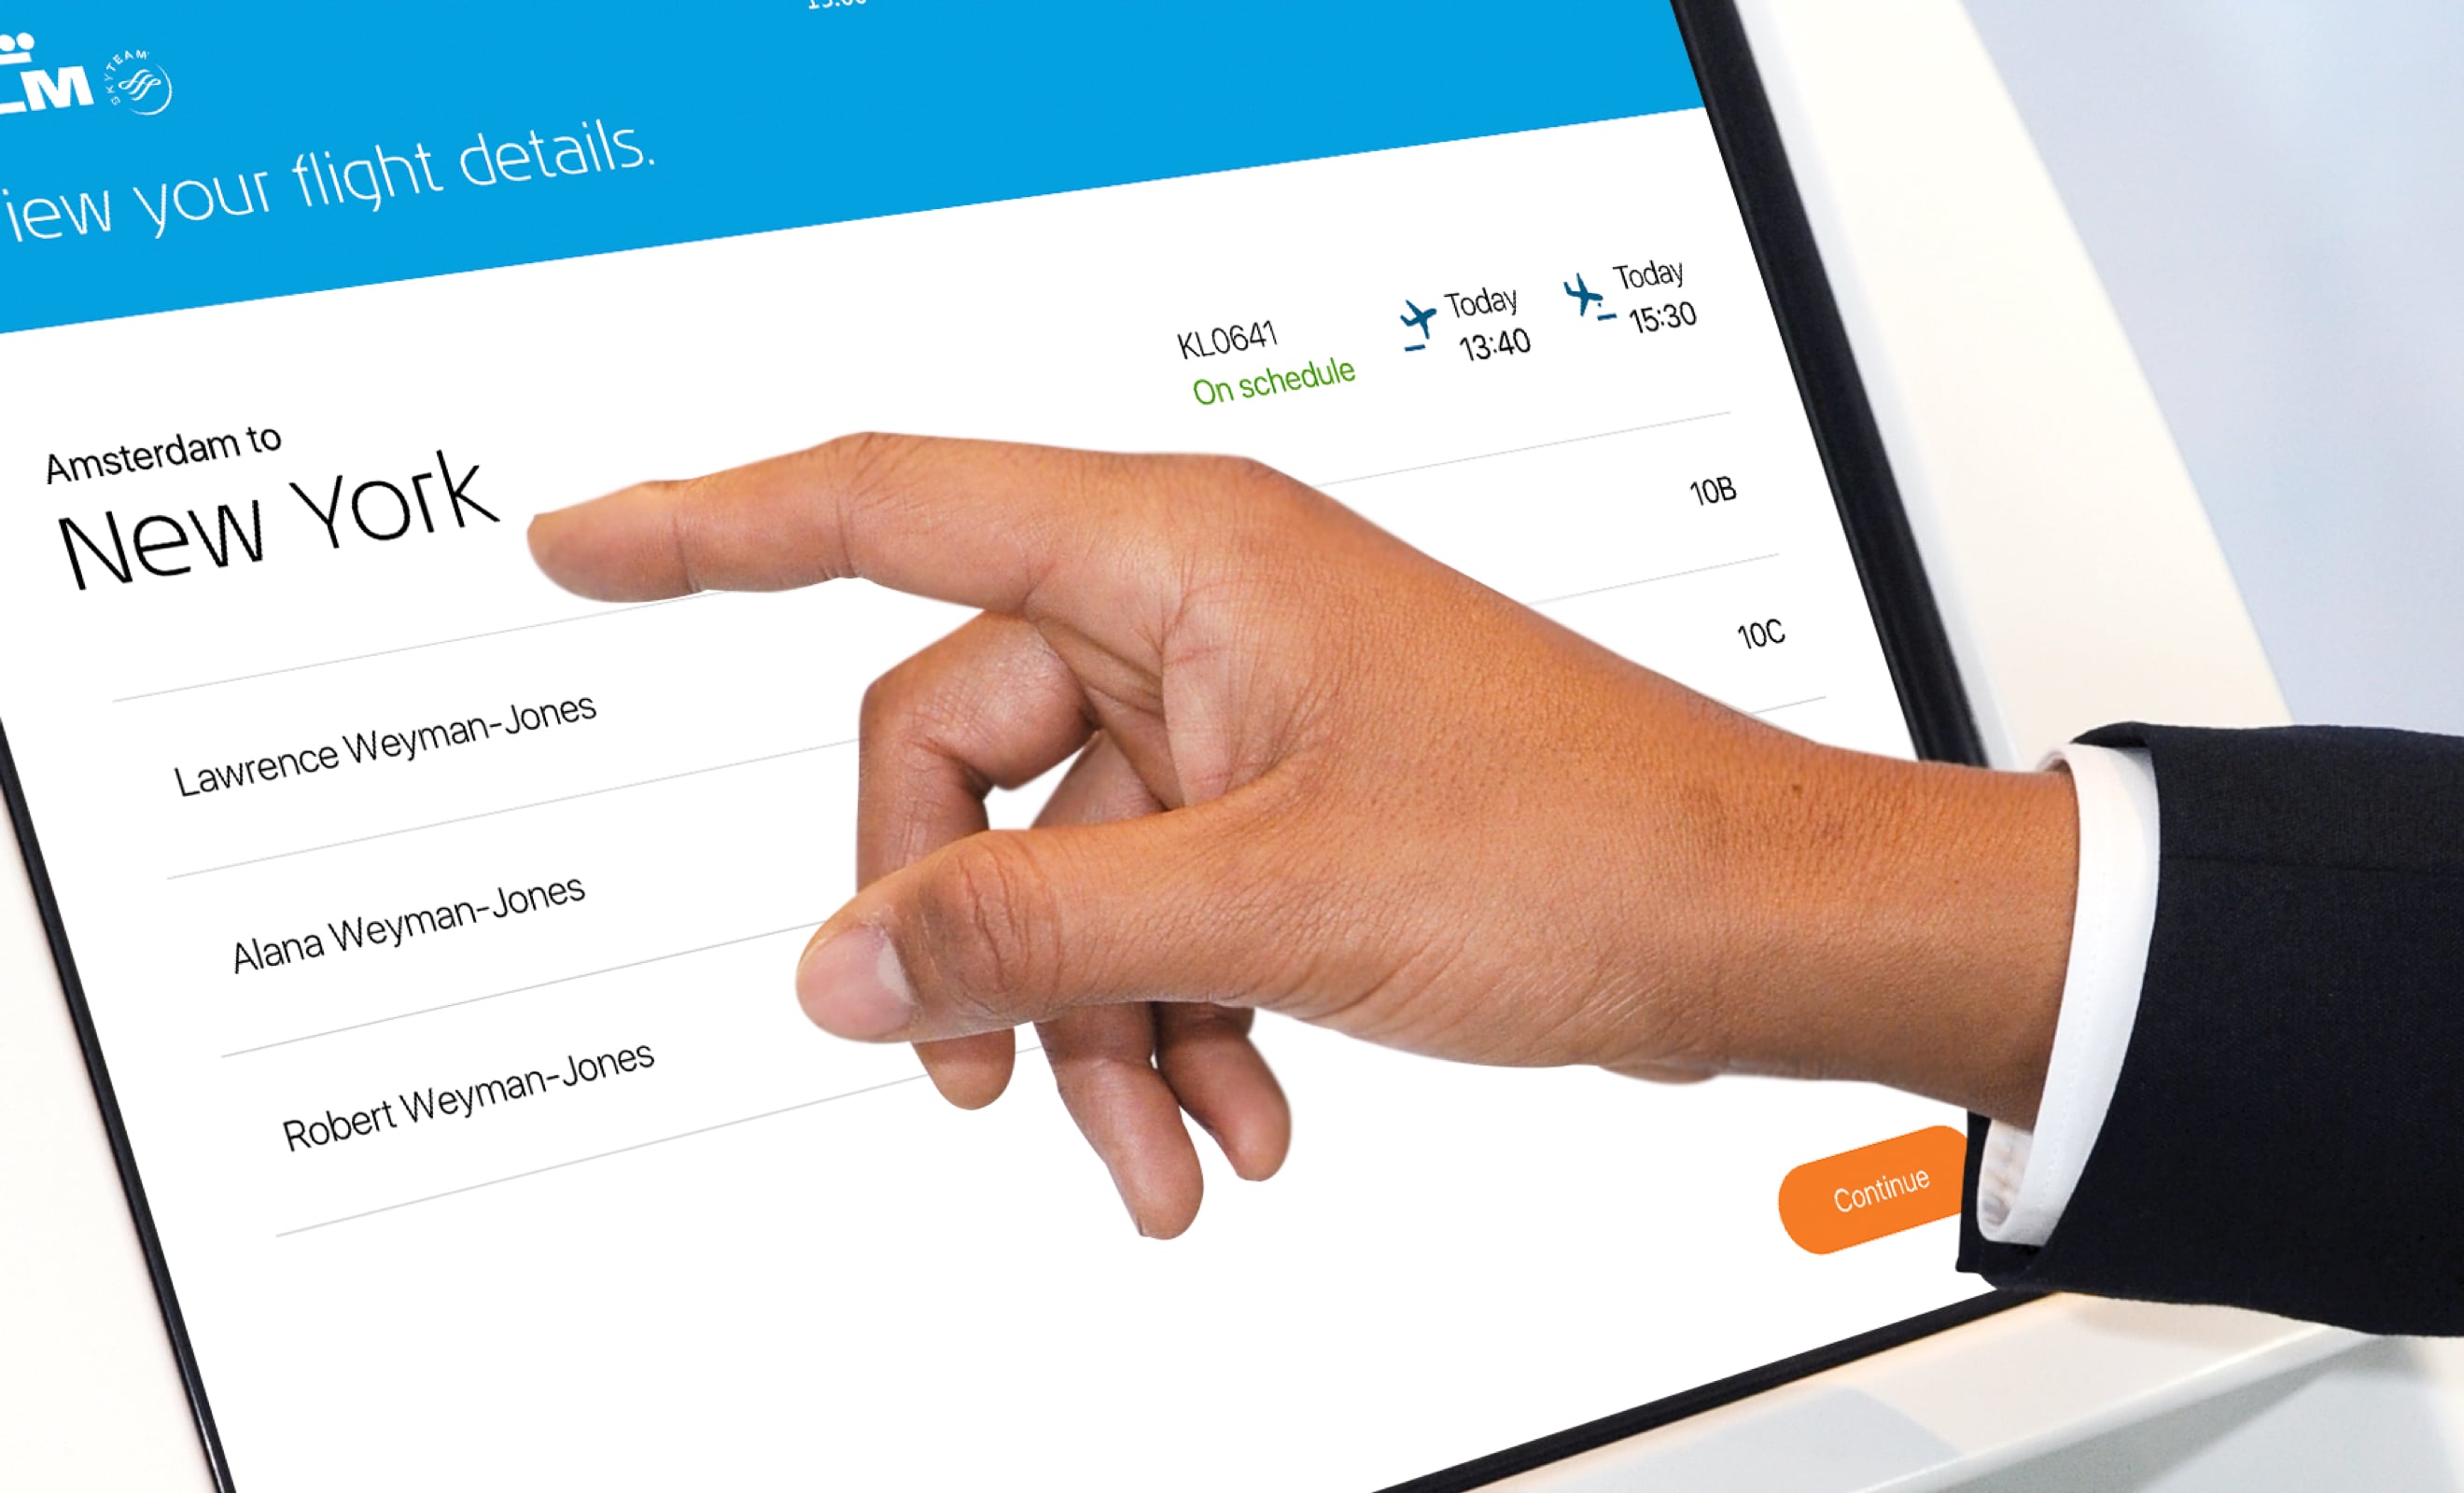 LM
SKYTEAM
iew your flight details.
KL0641
On schedule
Today
13:40
Today
15:30
Amsterdam to
New York
Lawrence Weyman-Jones
10B
Alana Weyman-Jones
10C
Robert Weyman-Jones
Continue